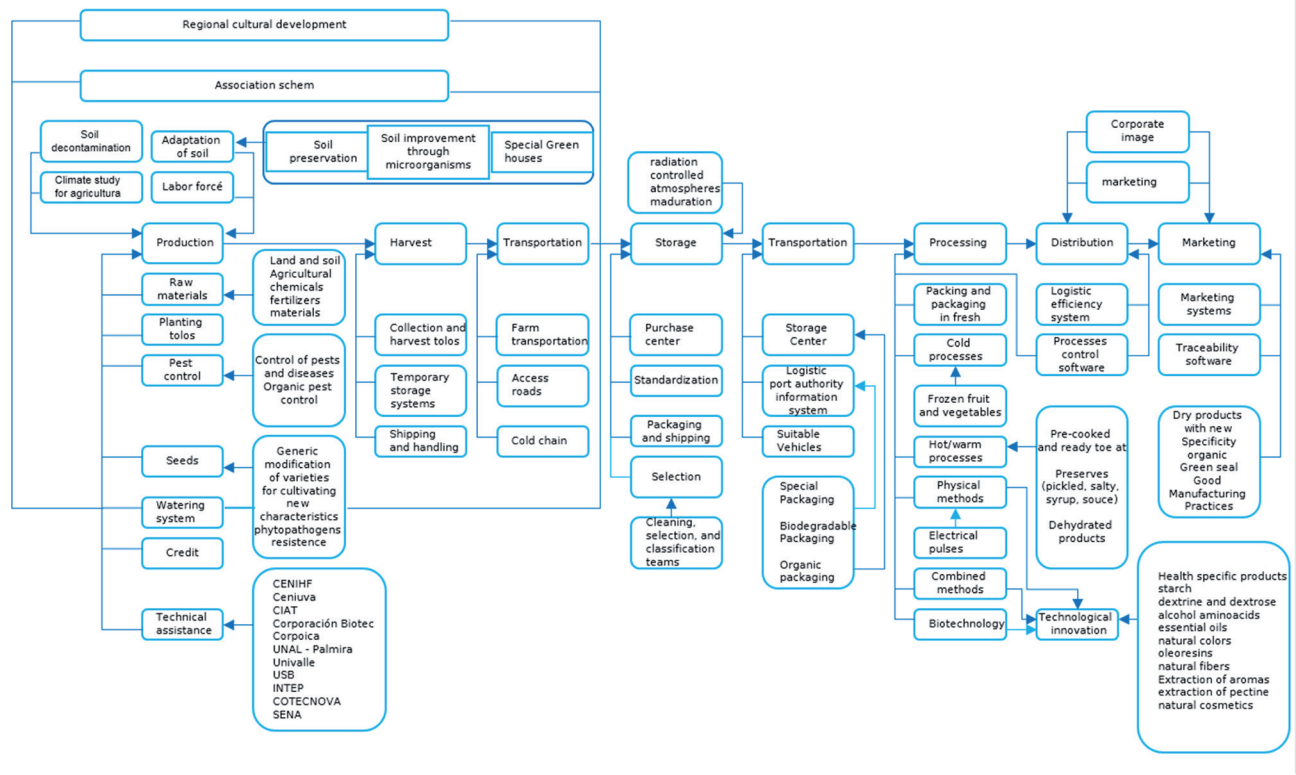 Regional cultural development
Association schem
Soil
decontamination
Adaptation
of soil
Soil
preservation
Soil improvement
through
microorganisms
Special Green
houses
Climate study
for agricultura
Labor forcé
radiation
controlled
atmospheres
maduration
Corporate
image
marketing
Production
Harvest
Transportation
Storage
Transportation
Processing
Distribution
Marketing
Raw
materials
Land and soil
Agricultural
chemicals
fertilizers
materials
Planting
tolos
Pest
control
Control of pests
and diseases
Organic pest
control
Seeds
Generic
modification
of varieties
for cultivating
new
characteristics
phytopathogens
resistence
Watering
system
Credit
Technical
assistance
CENIHF
Ceniuva
CIAT
Corporación Biotec
Corpoica
UNAL - Palmira
Univalle
USB
INTEP
COTECNOVA
SENA
Collection and
harvest tolos
Temporary
storage
systems
Shipping
and handling
Farm
transportation
Access
roads
Cold chain
Purchase
center
Standardization
Packaging
and shipping
Selection
Cleaning,
selection, and
classification
teams
Storage
Center
Logistic
port authority
information
system
Suitable
Vehicles
Special
Packaging
Biodegradable
Packaging
Organic
packaging
Packing and
packaging
in fresh
Cold
processes
Frozen fruit
and vegetables
Hot/warm
processes
Physical
methods
Electrical
pulses
Combined
methods
Biotechnology
Logistic
efficiency
system
Processes
control
software
Pre-cooked
and ready toe at
Preserves
(pickled, salty,
syrup, souce)
Dehydrated
products
Technological
innovation
Marketing
systems
Traceability
software
Dry products
with new
Specificity
organic
Green seal
Good
Manufacturing
Practices
Health specific products
starch
dextrine and dextrose
alcohol aminoacids
essential oils
natural colors
oleoresins
natural fibers
Extraction of aromas
extraction of pectine
natural cosmetics